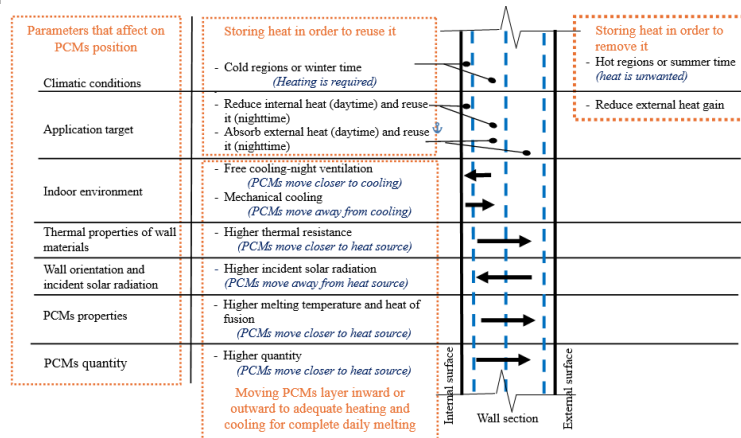 Parameters that affect on
PCMs position
Climatic conditions
Application target
Indoor environment
Thermal properties of wall
materials
Wall orientation and
incident solar radiation
PCMs properties
PCMs quantity
Storing heat in order to reuse it
- Cold regions or winter time
(Heating is required)
- Reduce internal heat (daytime) and reuse
it (nighttime)
- Absorb external heat (daytime) and reuse
it (nighttime)
- Free cooling-night ventilation
(PCMs move closer to cooling)
- Mechanical cooling
(PCMs move away from cooling)
- Higher thermal resistance
(PCMs move closer to heat source)
- Higher incident solar radiation
(PCMs move away from heat source)
- Higher melting temperature and heat of
fusion
(PCMs move closer to heat source)
- Higher quantity
(PCMs move closer to heat source)
Moving PCMs layer inward or
outward to adequate heating and
cooling for complete daily melting
Internal surface
Wall section
External surface
Storing heat in order to
remove it
- Hot regions or summer time
(heat is unwanted)
- Reduce external heat gain